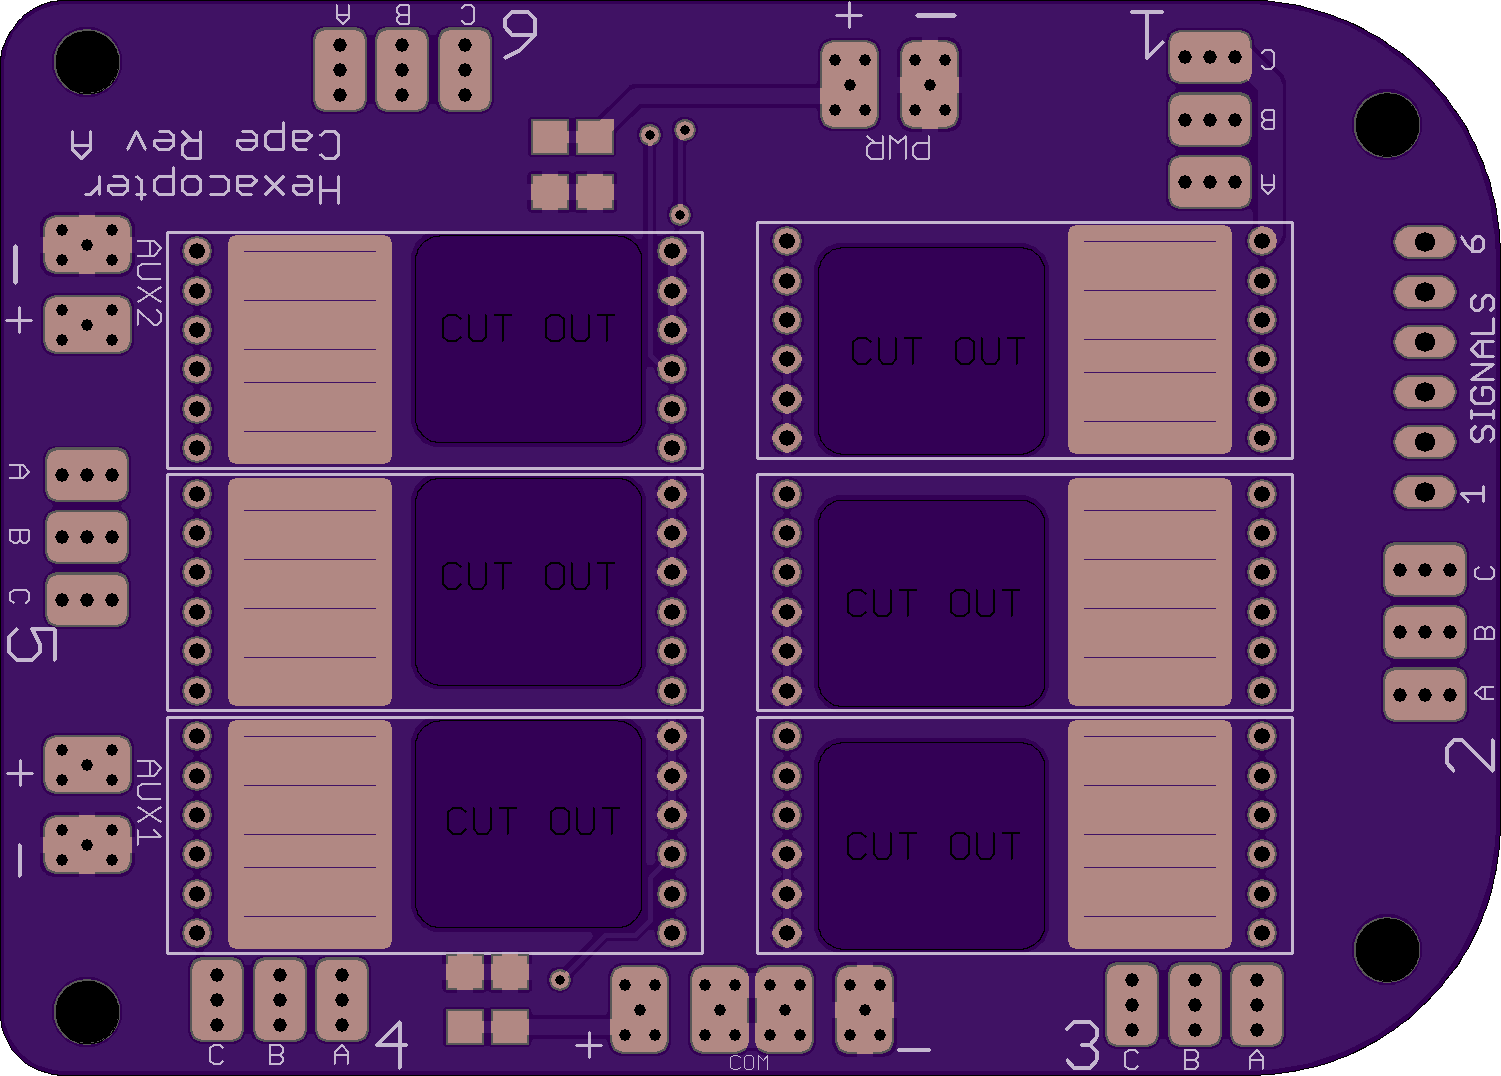 A B C
6
+ −
PWR
1
C
B
A
Hexacopter
Cape Rev A
− +
AUX2
CUT OUT
CUT OUT
6
SIGNALS
1
A
B
C
5
CUT OUT
CUT OUT
C
B
A
2
+ −
AUX1
CUT OUT
CUT OUT
C B A
4
+
COM
−
3
C B A